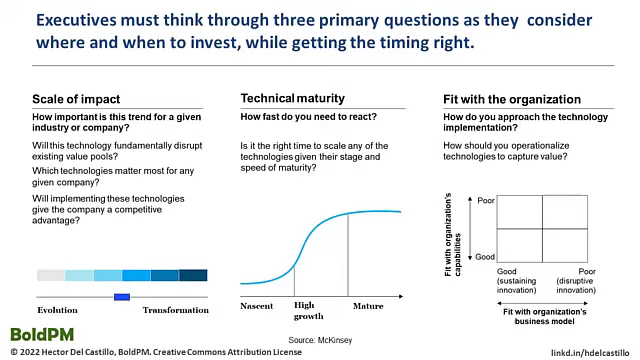 Executives must think through three primary questions as they consider
where and when to invest, while getting the timing right.
Scale of impact
How important is this trend for a given
industry or company?
Will this technology fundamentally disrupt
existing value pools?
Which technologies matter most for any
given company?
Will implementing these technologies
give the company a competitive
advantage?
Evolution
Transformation
Technical maturity
How fast do you need to react?
Is it the right time to scale any of the
technologies given their stage and
speed of maturity?
Nascent
High
growth
Mature
Fit with the organization
How do you approach the technology
implementation?
How should you operationalize
technologies to capture value?
Fit with organization's
capabilities
Poor
Good
Good
(sustaining
innovation)
Poor
(disruptive
innovation)
Fit with organization's
business model
BoldPM
Source: McKinsey
© 2022 Hector Del Castillo, BoldPM. Creative Commons Attribution License
linkd.in/hdelcastillo